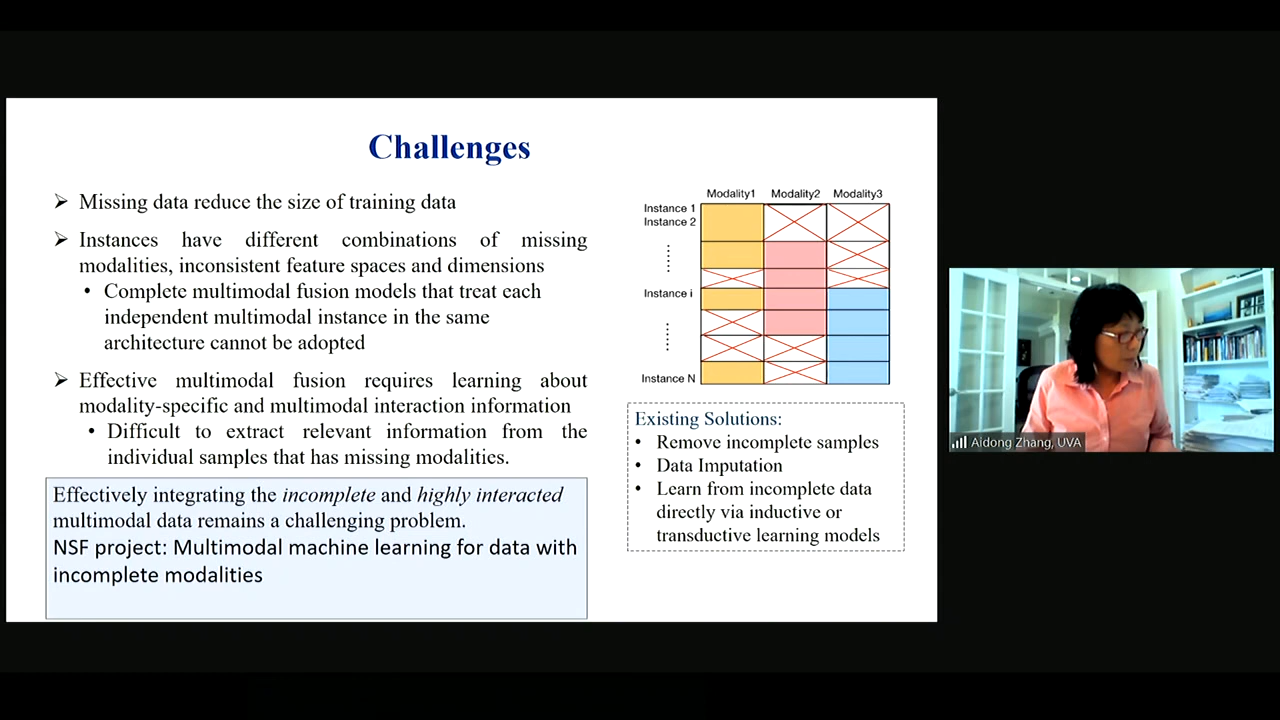 Challenges
➢ Missing data reduce the size of training data
➢ Instances have different combinations of missing
modalities, inconsistent feature spaces and dimensions
• Complete multimodal fusion models that treat each
independent multimodal instance in the same
architecture cannot be adopted
➢ Effective multimodal fusion requires learning about
modality-specific and multimodal interaction information
• Difficult to extract relevant information from the
individual samples that has missing modalities.
Effectively integrating the incomplete and highly interacted
multimodal data remains a challenging problem.
NSF project: Multimodal machine learning for data with
incomplete modalities
Modality1 Modality2 Modality3
Instance 1
Instance 2
Instance i
Instance N
Existing Solutions:
• Remove incomplete samples
• Data Imputation
• Learn from incomplete data
directly via inductive or
transductive learning models
Aidong Zhang, UVA